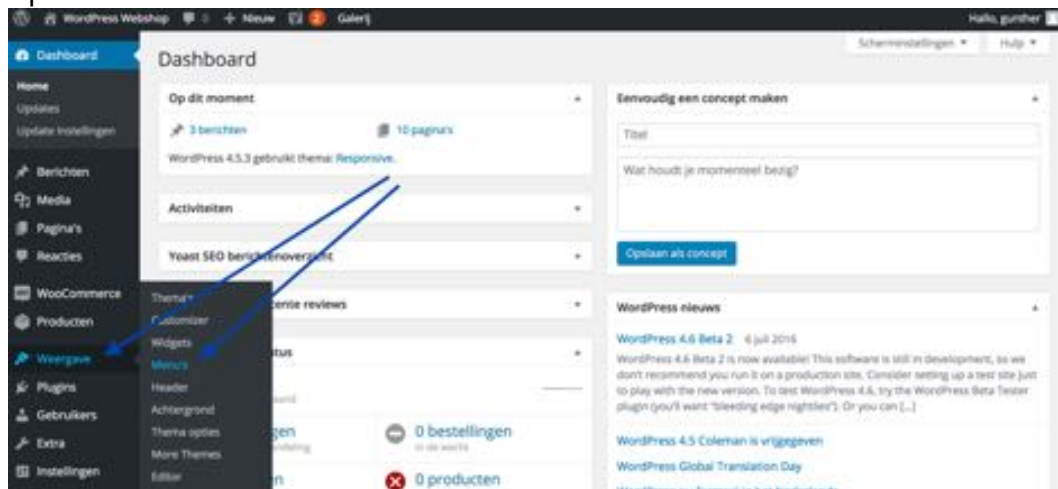 WordPress Webshop
Nieuw
Galerij
Hallo, gunther
Dashboard
Home
Updates
Update Instellingen
Berichten
Media
Pagina's
Reacties
WooCommerce
Producten
Weergave
Plugins
Gebruikers
Extra
Instellingen
Thema's
Customizer
Widgets
Menu's
Header
Achtergrond
Thema opties
More Themes
Editor
Scherminstellingen
Hulp
Dashboard
Op dit moment
3 berichten
10 pagina's
WordPress 4.5.3 gebruikt thema: Responsive.
Activiteiten
Yoast SEO berichtenoverzicht
reviews
0 bestellingen
in de wacht
0 producten
Eenvoudig een concept maken
Titel
Wat houdt je momenteel bezig?
Opslaan als concept
WordPress nieuws
WordPress 4.6 Beta 2 6 juli 2016
WordPress 4.6 Beta 2 is now available! This software is still in development, so we
don't recommend you run it on a production site. Consider setting up a test site just
to play with the new version. To test WordPress 4.6, try the WordPress Beta Tester
plugin (you'll want "bleeding edge nightlies"). Or you can [...]
WordPress 4.5 Coleman is vrijgegeven
WordPress Global Translation Day